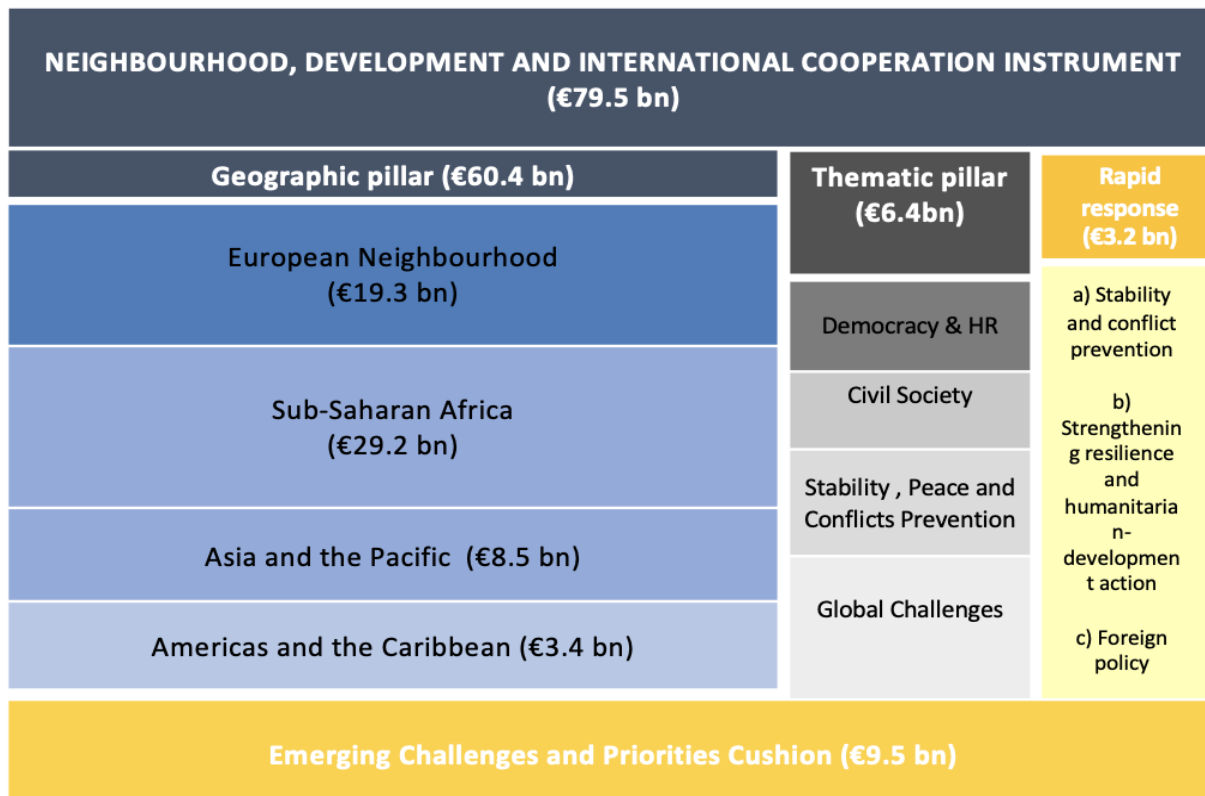 NEIGHBOURHOOD, DEVELOPMENT AND INTERNATIONAL COOPERATION INSTRUMENT
(€79.5 bn)
Geographic pillar (€60.4 bn)
European Neighbourhood
(€19.3 bn)
Sub-Saharan Africa
(€29.2 bn)
Asia and the Pacific  (€8.5 bn)
Americas and the Caribbean (€3.4 bn)
Thematic pillar
(€6.4bn)
Democracy & HR
Civil Society
Stability , Peace and
Conflicts Prevention
Global Challenges
Rapid
response
(€3.2 bn)
a) Stability
and conflict
prevention
b)
Strengthenin
g resilience
and
humanitaria
n-
developmen
t action
c) Foreign
policy
Emerging Challenges and Priorities Cushion (€9.5 bn)